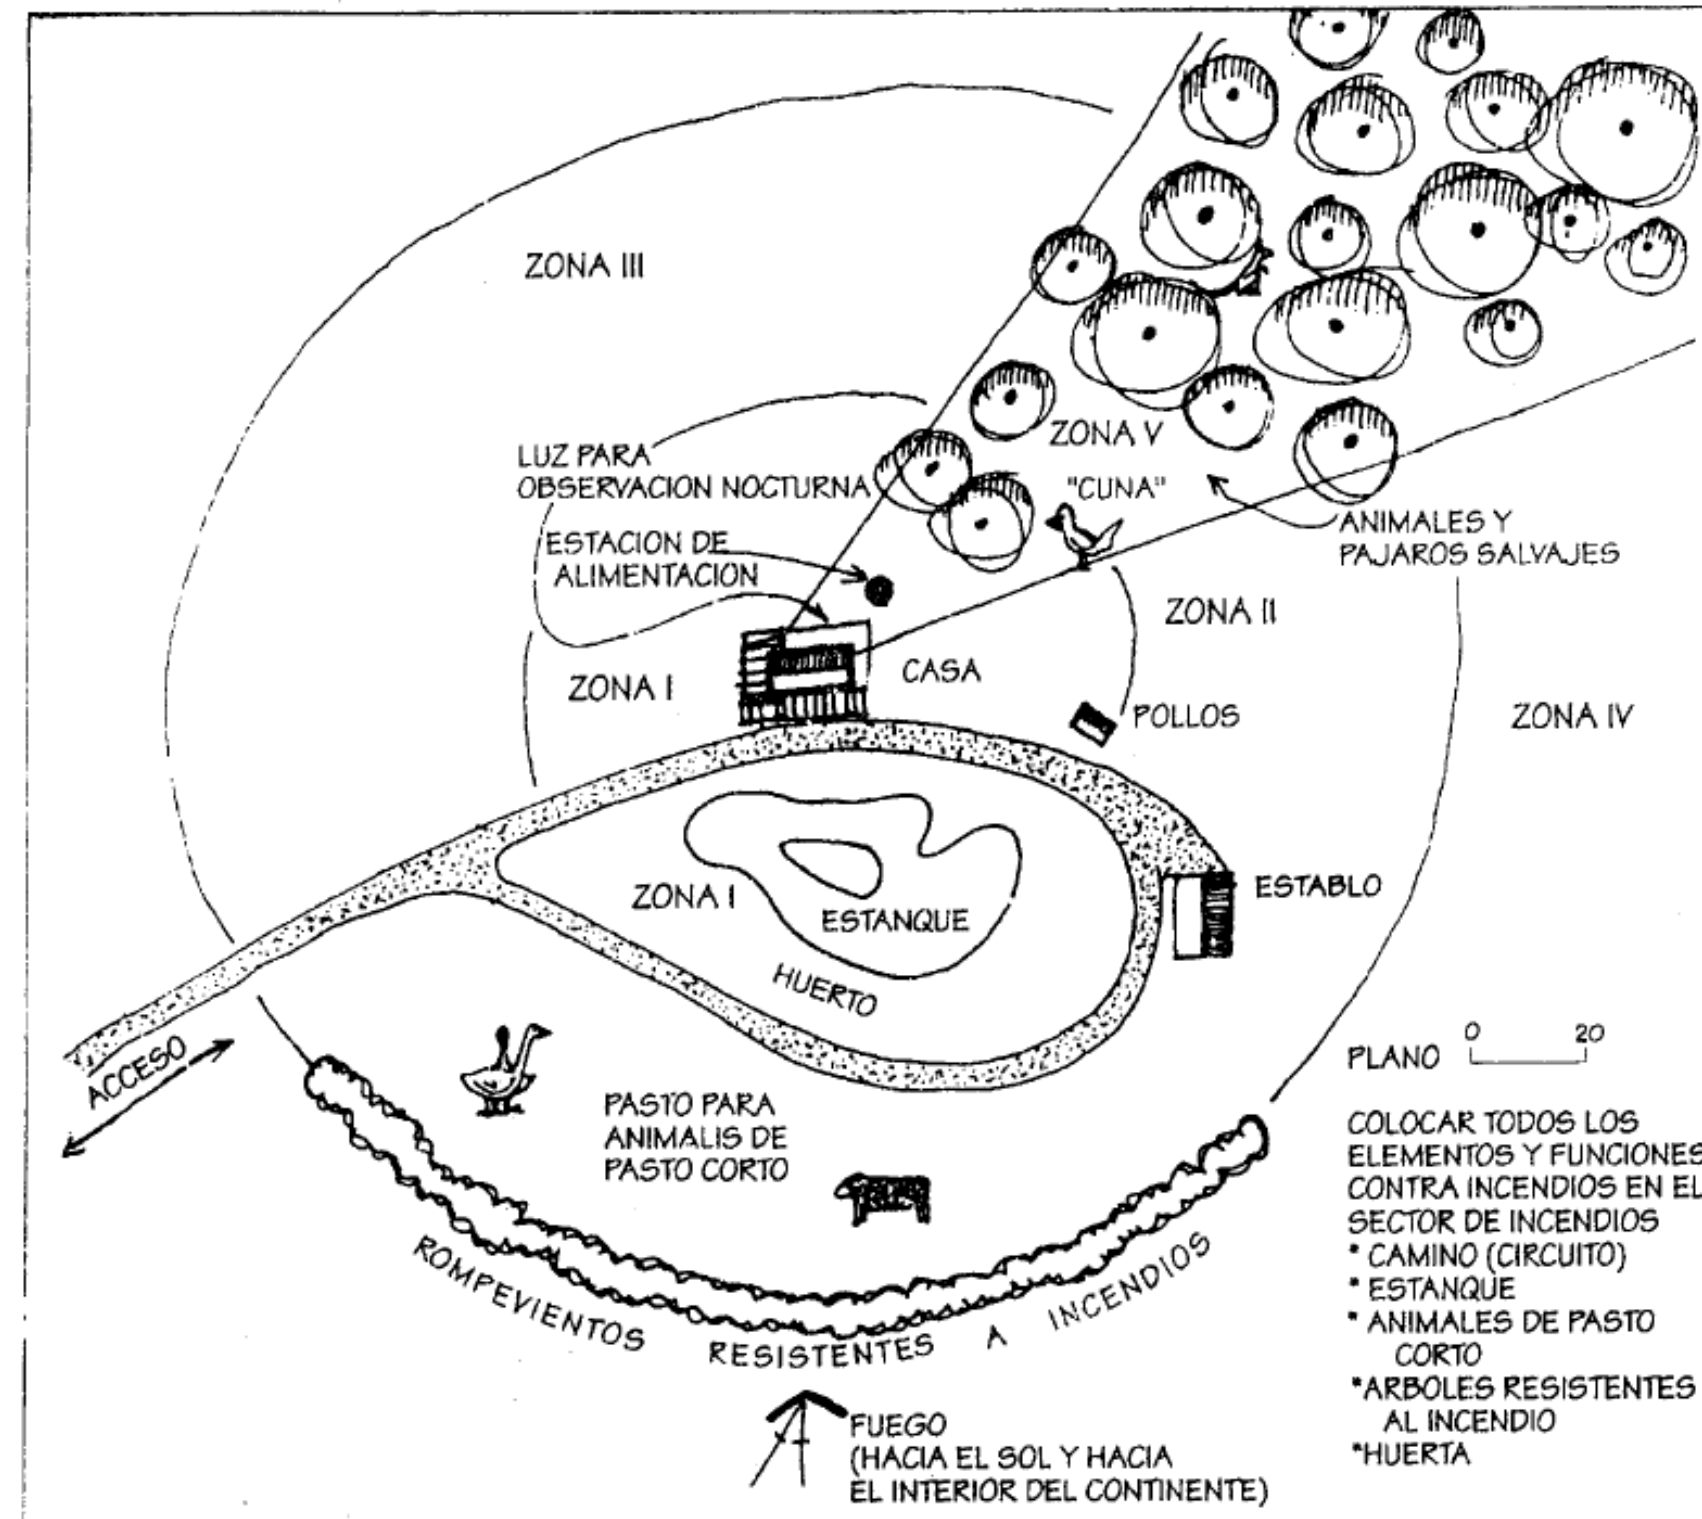 ZONA III
LUZ PARA
OBSERVACION NOCTURNA
ZONA V
"CUNA"
ANIMALES Y
PAJAROS SALVAJES
ESTACION DE
ALIMENTACION
ZONA II
ZONA I
CASA
POLLOS
ZONA IV
ZONA I
ESTANQUE
ESTABLO
HUERTO
ACCESO
PLANO 0 20
PASTO PARA
ANIMALIS DE
PASTO CORTO
ROMPEVIENTOS RESISTENTES A INCENDIOS
COLOCAR TODOS LOS
ELEMENTOS Y FUNCIONES
CONTRA INCENDIOS EN EL
SECTOR DE INCENDIOS
* CAMINO (CIRCUITO)
* ESTANQUE
* ANIMALES DE PASTO
CORTO
*ARBOLES RESISTENTES
AL INCENDIO
*HUERTA
FUEGO
(HACIA EL SOL Y HACIA
EL INTERIOR DEL CONTINENTE)